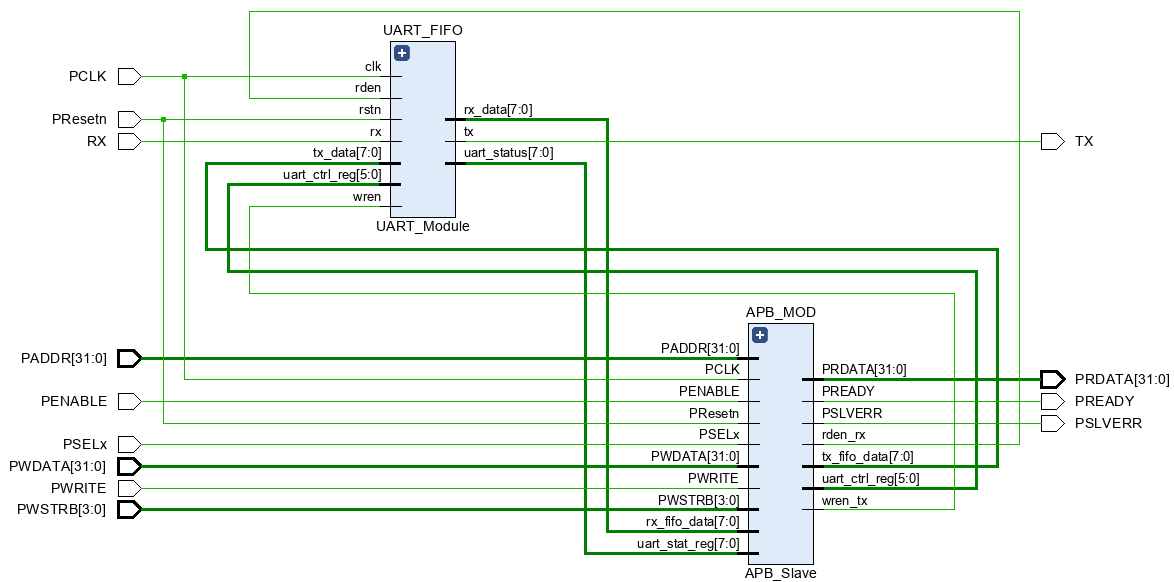 UART_FIFO
PCLK
clk
rden
PResetn
rstn
rx_data[7:0]
RX
rx
tx
TX
tx_data[7:0]
uart_status[7:0]
uart_ctrl_reg[5:0]
wren
UART_Module
APB_MOD
PADDR[31:0]
PADDR[31:0]
PCLK
PRDATA[31:0]
PRDATA[31:0]
PENABLE
PENABLE
PREADY
PREADY
PResetn
PSLVERR
PSLVERR
PSELx
PSELx
rden_rx
PWDATA[31:0]
PWDATA[31:0]
tx_fifo_data[7:0]
PWRITE
PWRITE
uart_ctrl_reg[5:0]
PWSTRB[3:0]
PWSTRB[3:0]
wren_tx
rx_fifo_data[7:0]
uart_stat_reg[7:0]
APB_Slave